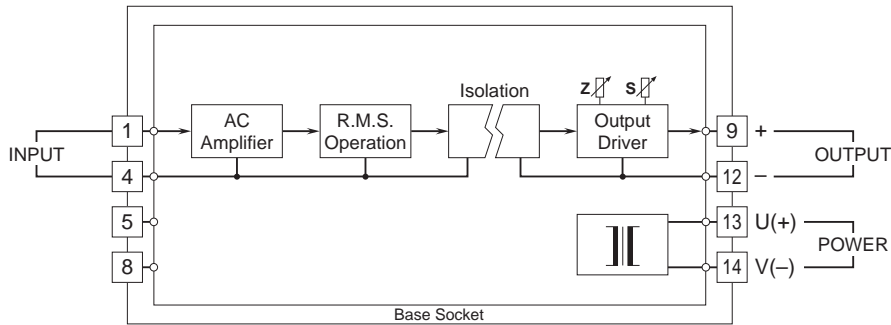 Isolation
Z S
1
AC
Amplifier
R.M.S.
Operation
Output
Driver
9 +
INPUT
OUTPUT
4
12 –
5
13 U(+)
POWER
8
14 V(–)
Base Socket